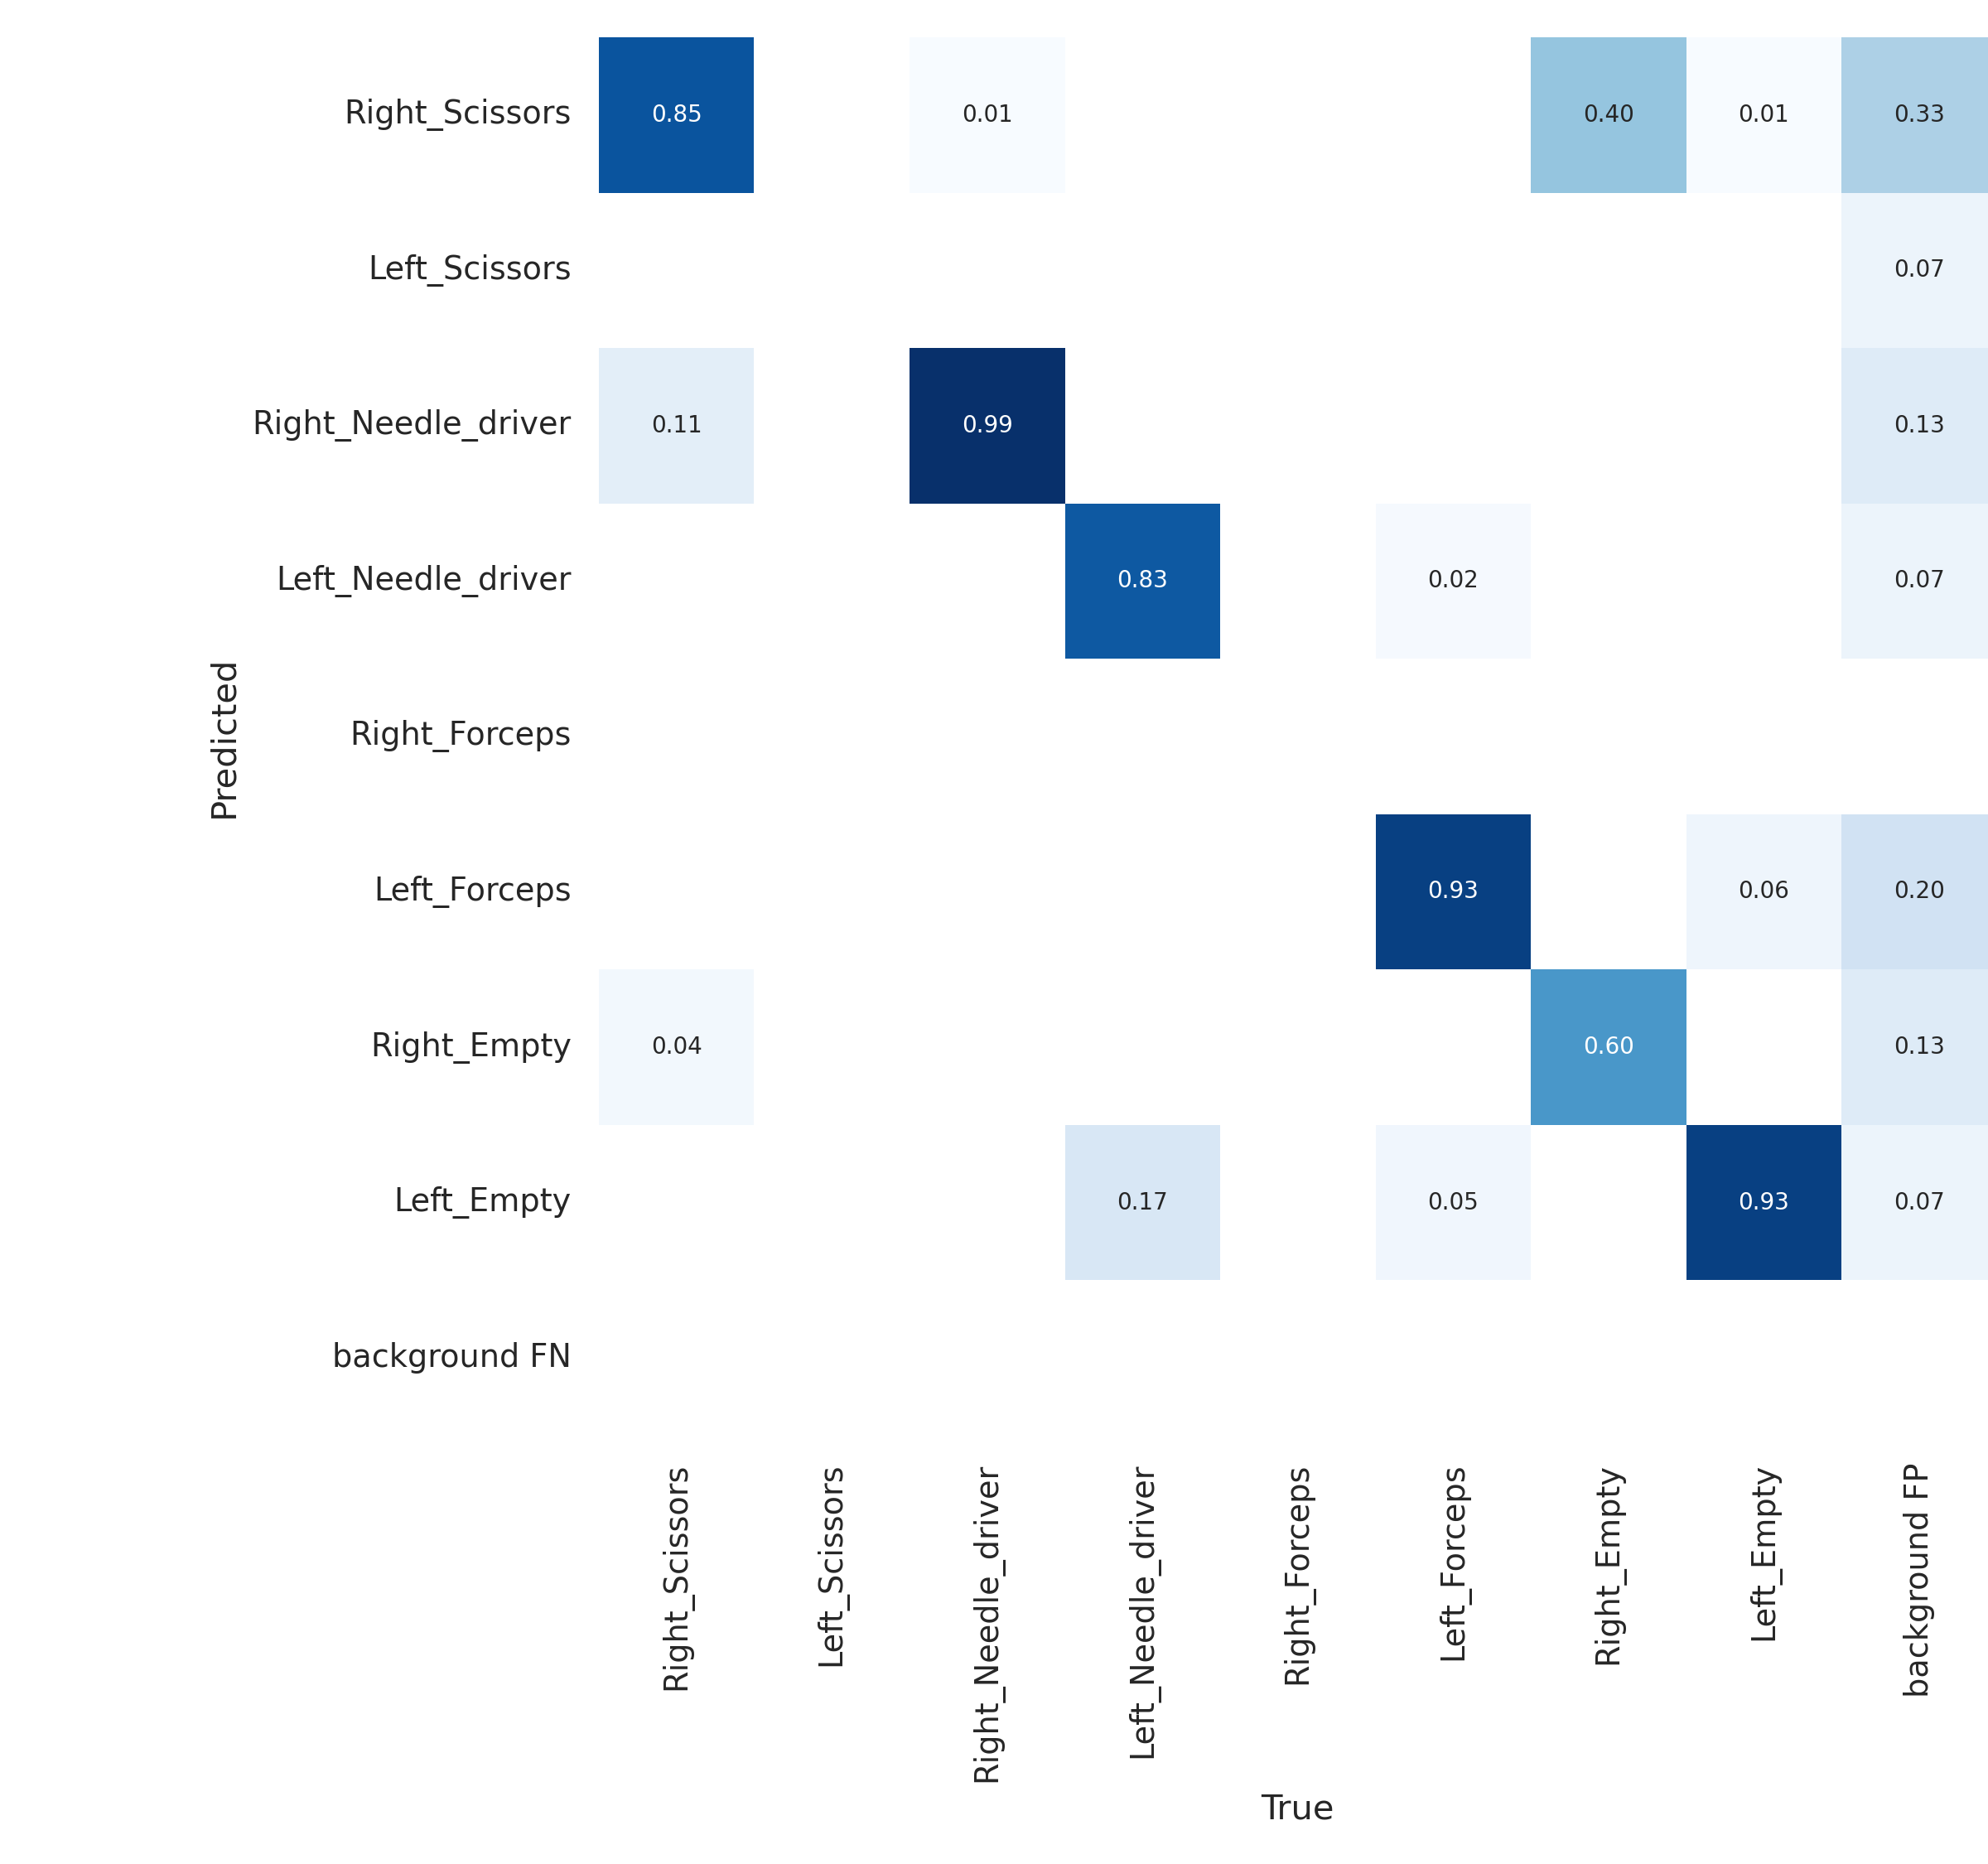 Right_Scissors 0.85 0.01 0.40 0.01 0.33
Left_Scissors 0.07
Right_Needle_driver 0.11 0.99 0.13
Left_Needle_driver 0.83 0.02 0.07
Predicted
Right_Forceps
Left_Forceps 0.93 0.06 0.20
Right_Empty 0.04 0.60 0.13
Left_Empty 0.17 0.05 0.93 0.07
background FN
Right_Scissors
Left_Scissors
Right_Needle_driver
Left_Needle_driver
Right_Forceps
Left_Forceps
Right_Empty
Left_Empty
background FP
True